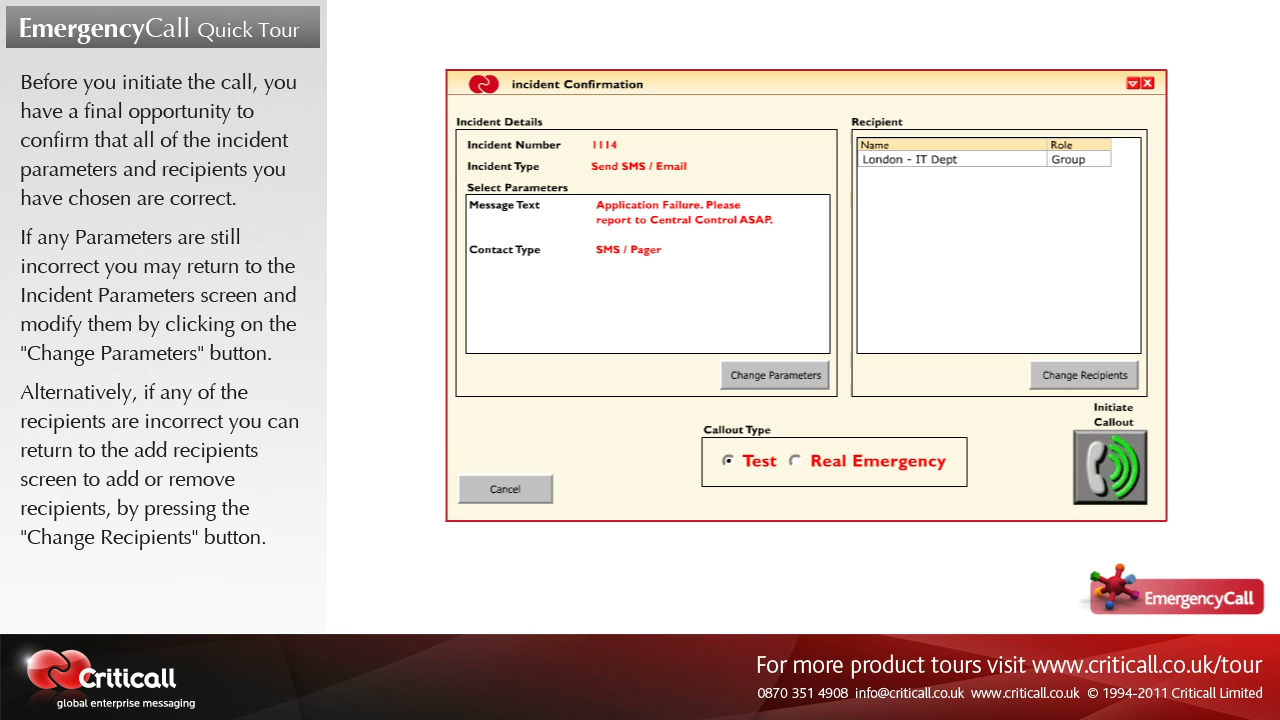 EmergencyCall Quick Tour
Before you initiate the call, you
have a final opportunity to
confirm that all of the incident
parameters and recipients you
have chosen are correct.
If any Parameters are still
incorrect you may return to the
Incident Parameters screen and
modify them by clicking on the
"Change Parameters" button.
Alternatively, if any of the
recipients are incorrect you can
return to the add recipients
screen to add or remove
recipients, by pressing the
"Change Recipients" button.
incident Confirmation
Incident Details
Incident Number 1114
Incident Type Send SMS / Email
Select Parameters
Message Text Application Failure. Please
report to Central Control ASAP.
Contact Type SMS / Pager
Change Parameters
Recipient
Name Role
London - IT Dept Group
Change Recipients
Callout Type
Test Real Emergency
Initiate
Callout
Cancel
EmergencyCall
Criticall
global enterprise messaging
For more product tours visit www.criticall.co.uk/tour
0870 351 4908 info@criticall.co.uk www.criticall.co.uk © 1994-2011 Criticall Limited